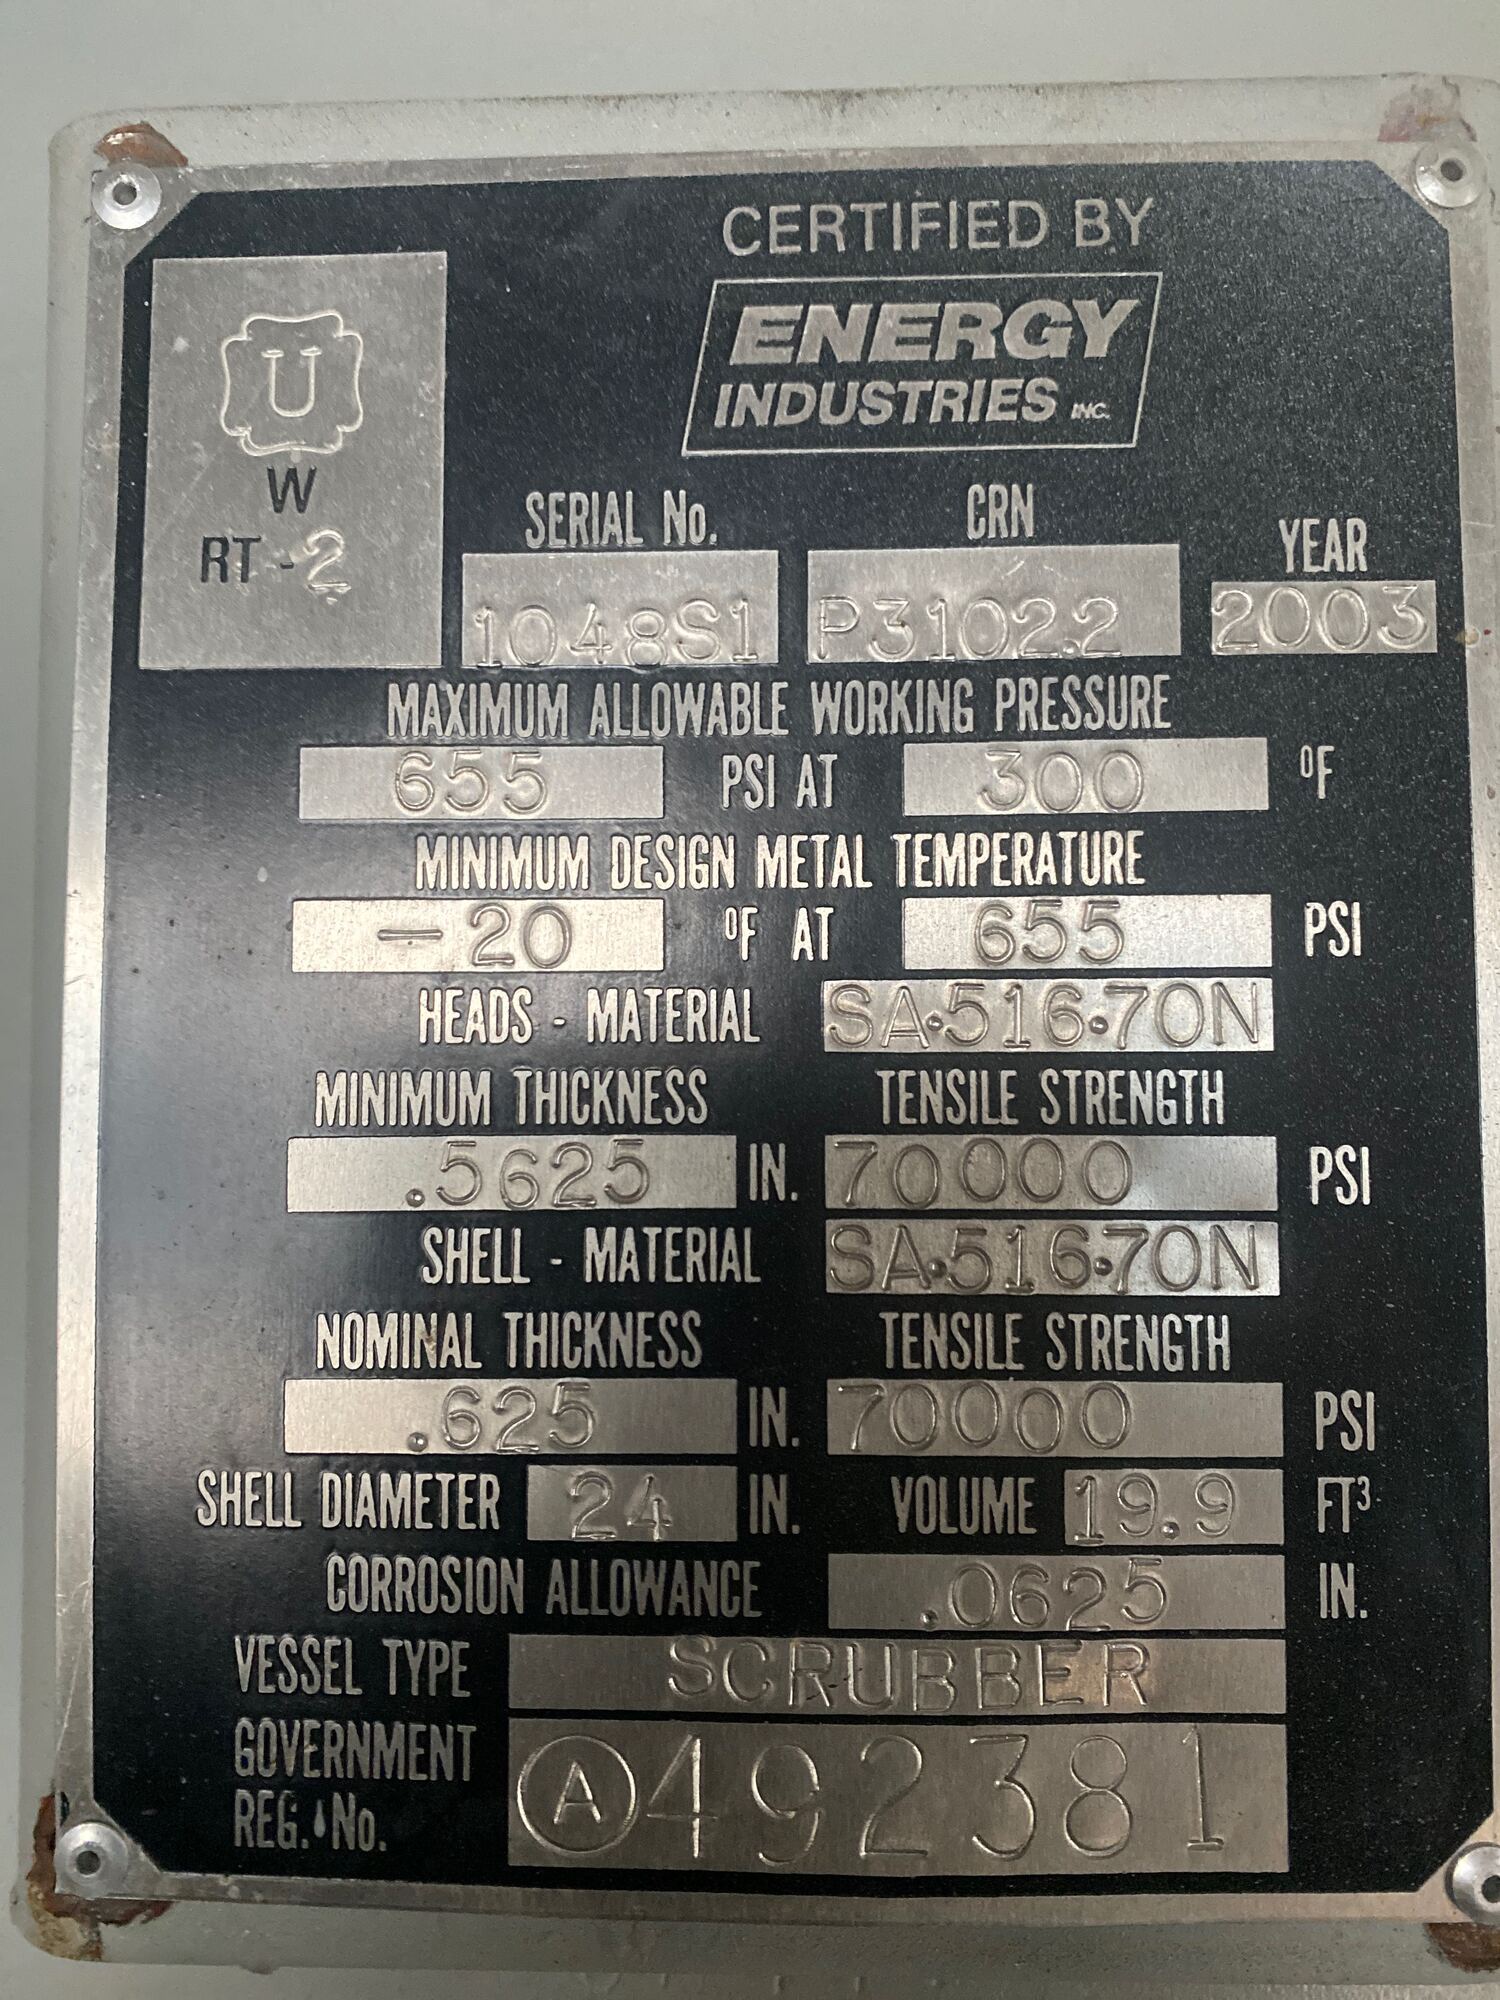 CERTIFIED BY
ENERGY
INDUSTRIES INC.
U
W
RT-2
SERIAL No. CRN YEAR
1048S1 P3102.2 2003
MAXIMUM ALLOWABLE WORKING PRESSURE
655 PSI AT 300 °F
MINIMUM DESIGN METAL TEMPERATURE
-20 °F AT 655 PSI
HEADS - MATERIAL SA·516·70N
MINIMUM THICKNESS TENSILE STRENGTH
.5625 IN. 70000 PSI
SHELL - MATERIAL SA·516·70N
NOMINAL THICKNESS TENSILE STRENGTH
.625 IN. 70000 PSI
SHELL DIAMETER 24 IN. VOLUME 19.9 FT³
CORROSION ALLOWANCE .0625 IN.
VESSEL TYPE SCRUBBER
GOVERNMENT
REG. No. Ⓐ492381